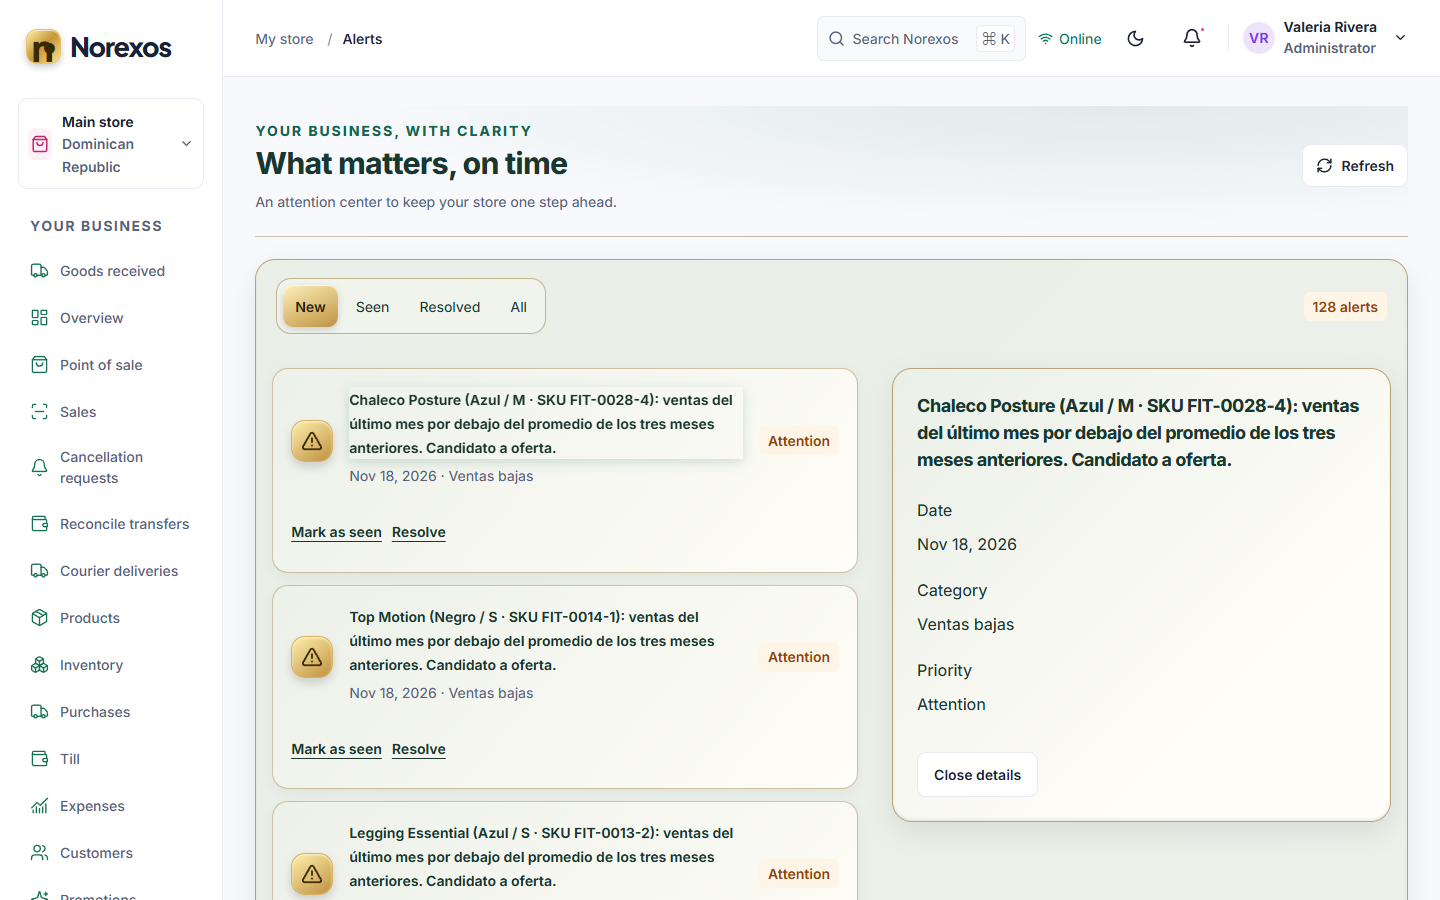 Norexos
Main store
Dominican
Republic
YOUR BUSINESS
Goods received
Overview
Point of sale
Sales
Cancellation
requests
Reconcile transfers
Courier deliveries
Products
Inventory
Purchases
Till
Expenses
Customers
Promotions
My store / Alerts
Search Norexos ⌘ K
Online
VR
Valeria Rivera
Administrator
YOUR BUSINESS, WITH CLARITY
What matters, on time
An attention center to keep your store one step ahead.
Refresh
New Seen Resolved All
128 alerts
Chaleco Posture (Azul / M · SKU FIT-0028-4): ventas del
último mes por debajo del promedio de los tres meses
anteriores. Candidato a oferta.
Nov 18, 2026 · Ventas bajas
Attention
Mark as seen Resolve
Top Motion (Negro / S · SKU FIT-0014-1): ventas del
último mes por debajo del promedio de los tres meses
anteriores. Candidato a oferta.
Nov 18, 2026 · Ventas bajas
Attention
Mark as seen Resolve
Legging Essential (Azul / S · SKU FIT-0013-2): ventas del
último mes por debajo del promedio de los tres meses
anteriores. Candidato a oferta.
Attention
Chaleco Posture (Azul / M · SKU FIT-0028-4): ventas
del último mes por debajo del promedio de los tres
meses anteriores. Candidato a oferta.
Date
Nov 18, 2026
Category
Ventas bajas
Priority
Attention
Close details